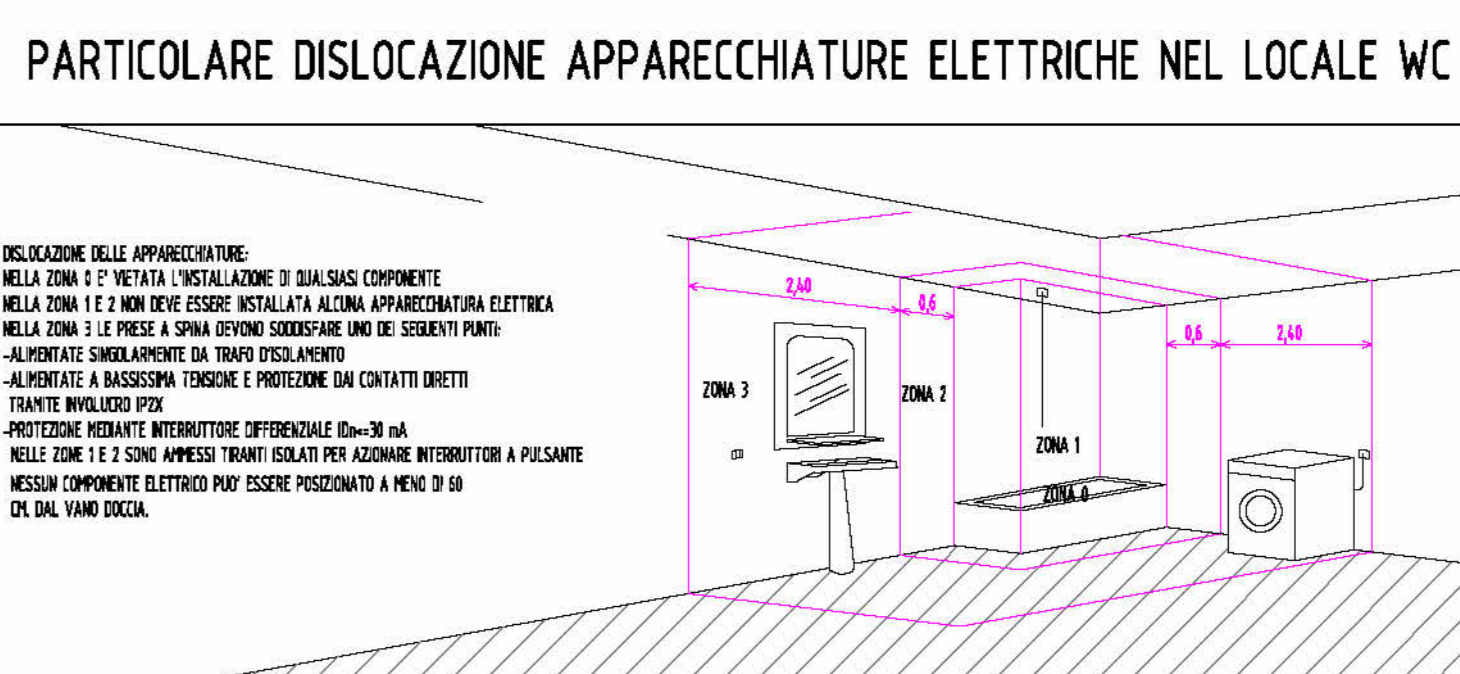 PARTICOLARE DISLOCAZIONE APPARECCHIATURE ELETTRICHE NEL LOCALE WC
DISLOCAZIONE DELLE APPARECCHIATURE:
NELLA ZONA 0 E' VIETATA L'INSTALLAZIONE DI QUALSIASI COMPONENTE
NELLA ZONA 1 E 2 NON DEVE ESSERE INSTALLATA ALCUNA APPARECCHIATURA ELETTRICA
NELLA ZONA 3 LE PRESE A SPINA DEVONO SODDISFARE UNO DEI SEGUENTI PUNTI:
-ALIMENTATE SINGOLARMENTE DA TRAFO D'ISOLAMENTO
-ALIMENTATE A BASSISSIMA TENSIONE E PROTEZIONE DAI CONTATTI DIRETTI
TRAMITE INVOLUCRO IP2X
-PROTEZIONE MEDIANTE INTERRUTTORE DIFFERENZIALE IDn<=30 mA
NELLE ZONE 1 E 2 SONO AMMESSI TIRANTI ISOLATI PER AZIONARE INTERRUTTORI A PULSANTE
NESSUN COMPONENTE ELETTRICO PUO' ESSERE POSIZIONATO A MENO DI 60
CM. DAL VANO DOCCIA.
2,40
0,6
0,6
2,40
ZONA 3
ZONA 2
ZONA 1
ZONA 0